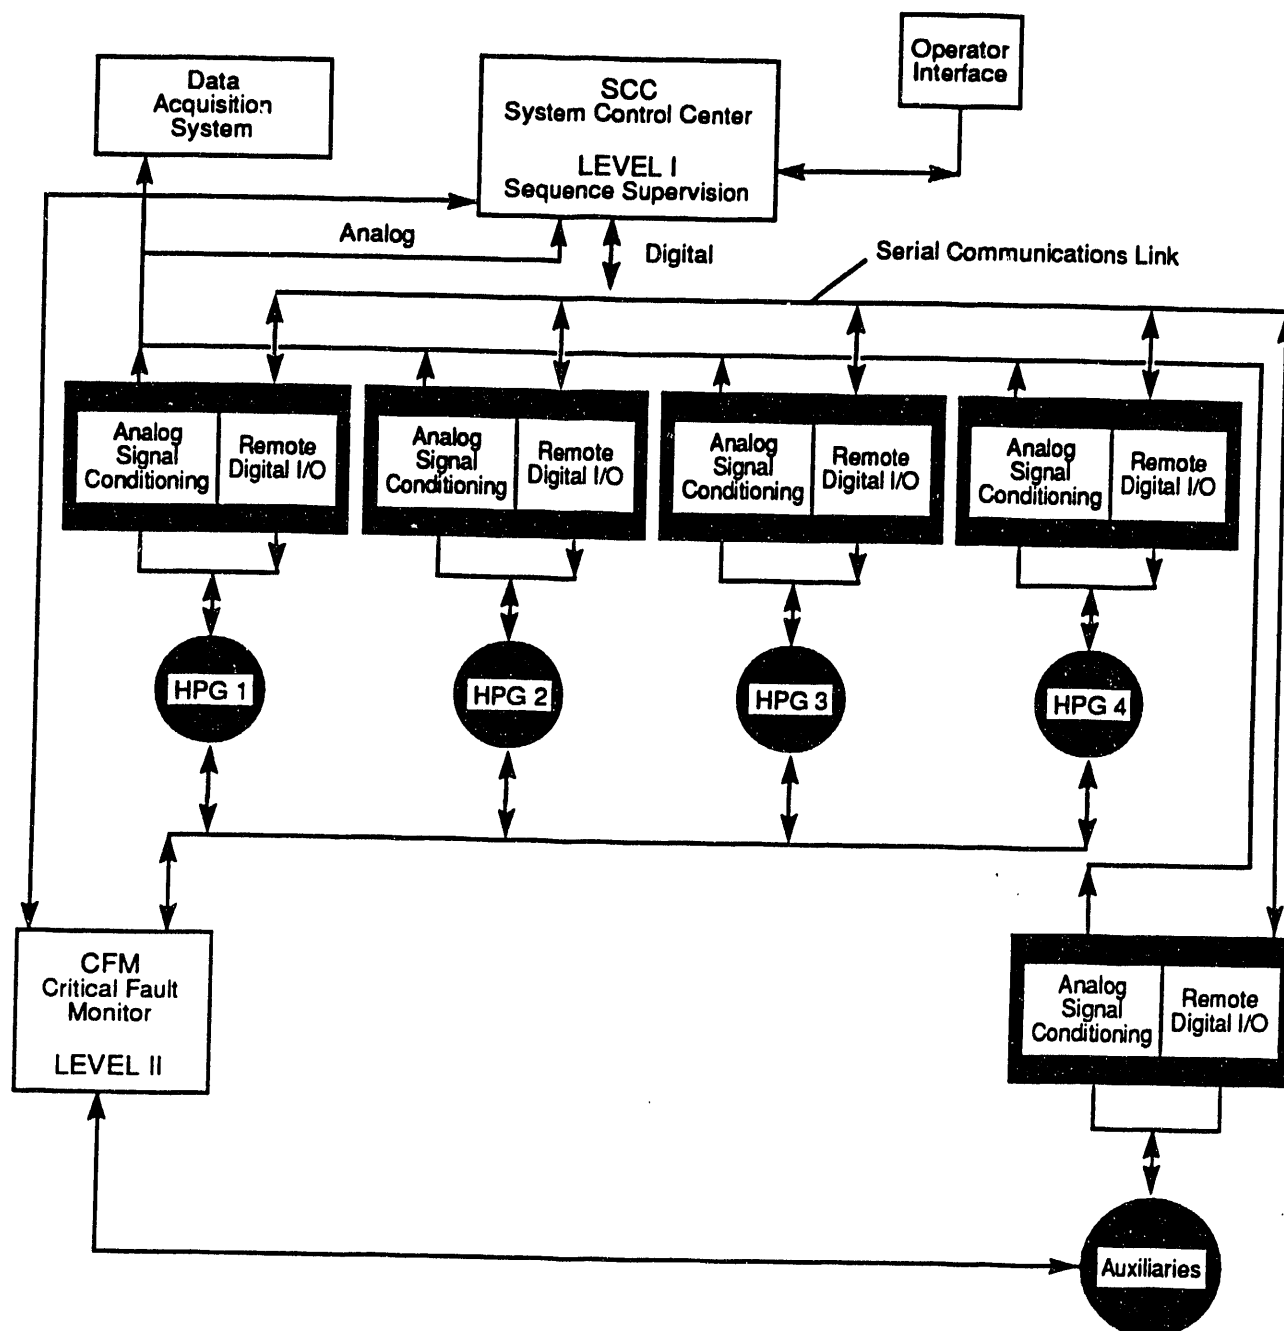 Data
Acquisition
System
SCC
System Control Center
LEVEL I
Sequence Supervision
Operator
Interface
Analog
Digital
Serial Communications Link
Analog
Signal
Conditioning
Remote
Digital I/O
Analog
Signal
Conditioning
Remote
Digital I/O
Analog
Signal
Conditioning
Remote
Digital I/O
Analog
Signal
Conditioning
Remote
Digital I/O
HPG 1
HPG 2
HPG 3
HPG 4
CFM
Critical Fault
Monitor
LEVEL II
Analog
Signal
Conditioning
Remote
Digital I/O
Auxiliaries